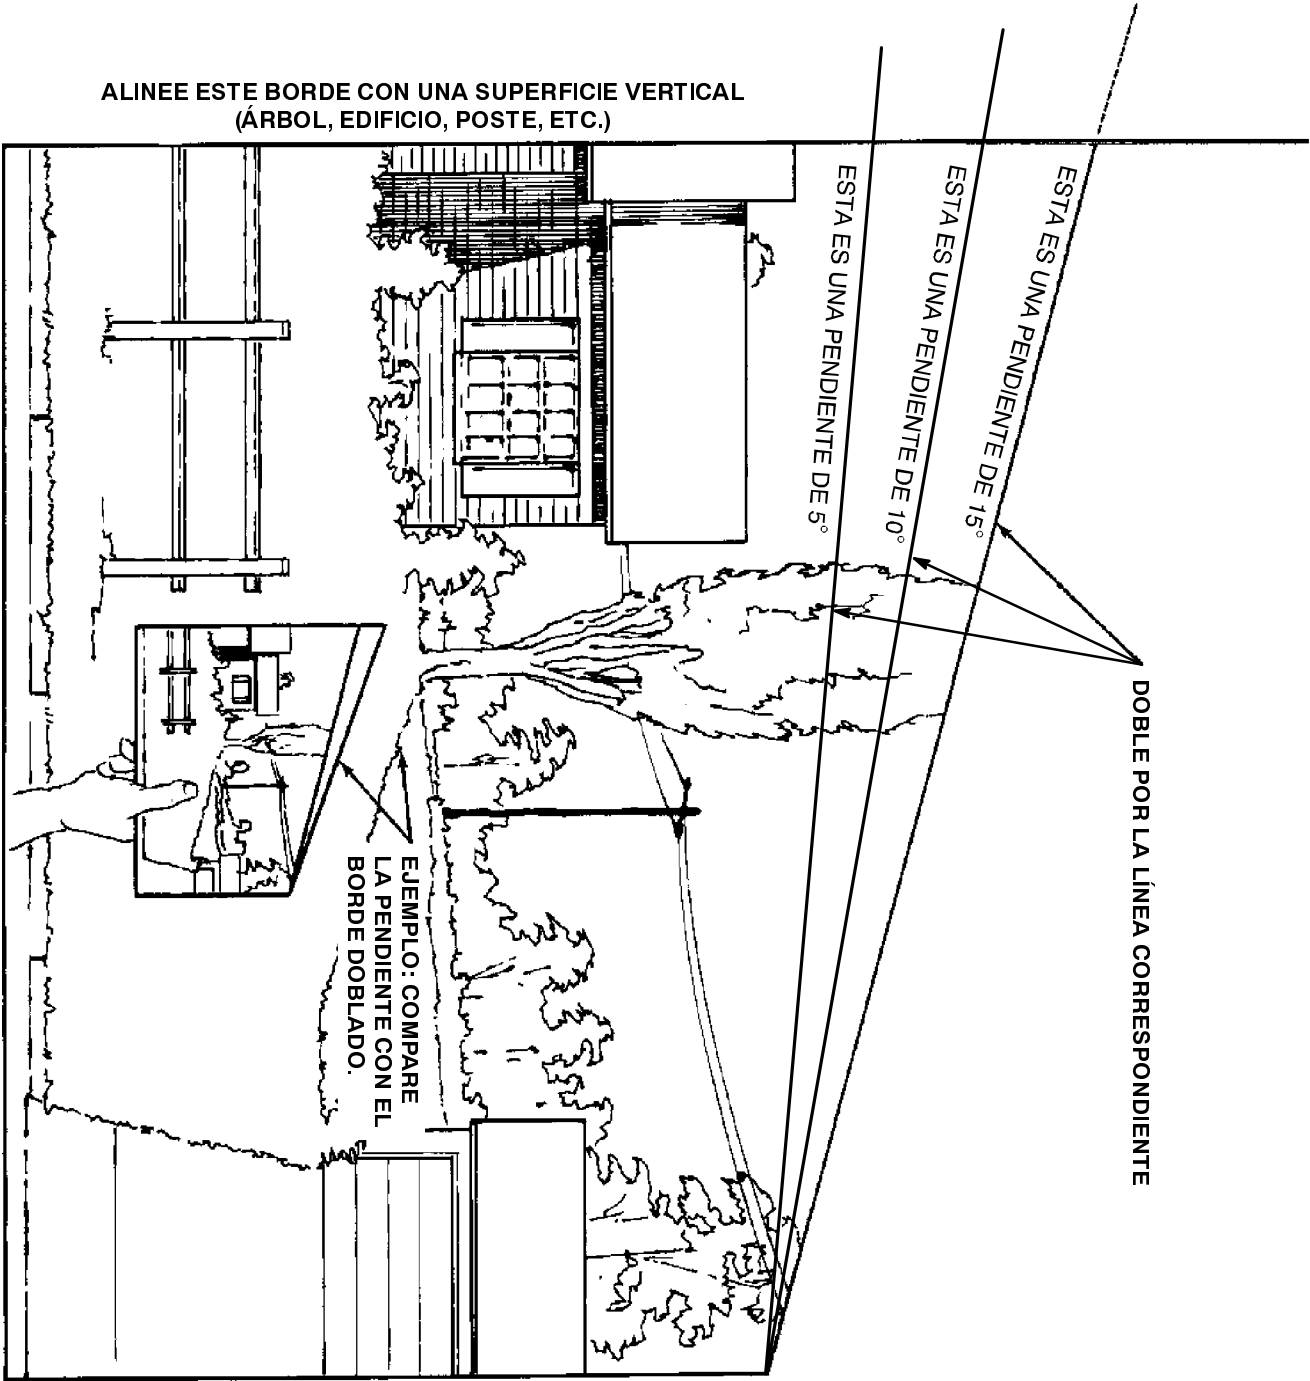 ALINEE ESTE BORDE CON UNA SUPERFICIE VERTICAL
(ÁRBOL, EDIFICIO, POSTE, ETC.)
ESTA ES UNA PENDIENTE DE 15°
ESTA ES UNA PENDIENTE DE 10°
ESTA ES UNA PENDIENTE DE 5°
DOBLE POR LA LÍNEA CORRESPONDIENTE
EJEMPLO: COMPARE
LA PENDIENTE CON EL
BORDE DOBLADO.